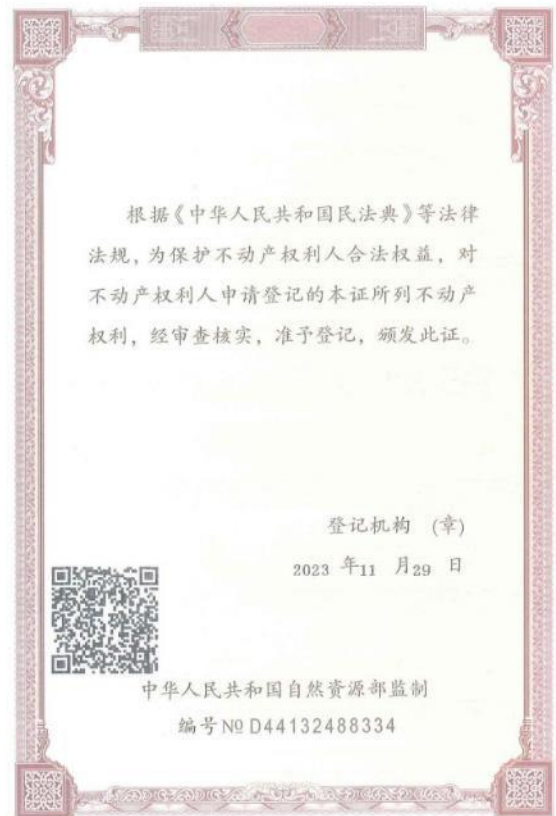 根据《中华人民共和国民法典》等法律
法规,为保护不动产权利人合法权益,对
不动产权利人申请登记的本证所列不动产
权利,经审查核实,准予登记,颁发此证。
登记机构 (章)
2023 年11 月29 日
中华人民共和国自然资源部监制
编号 № D44132488334